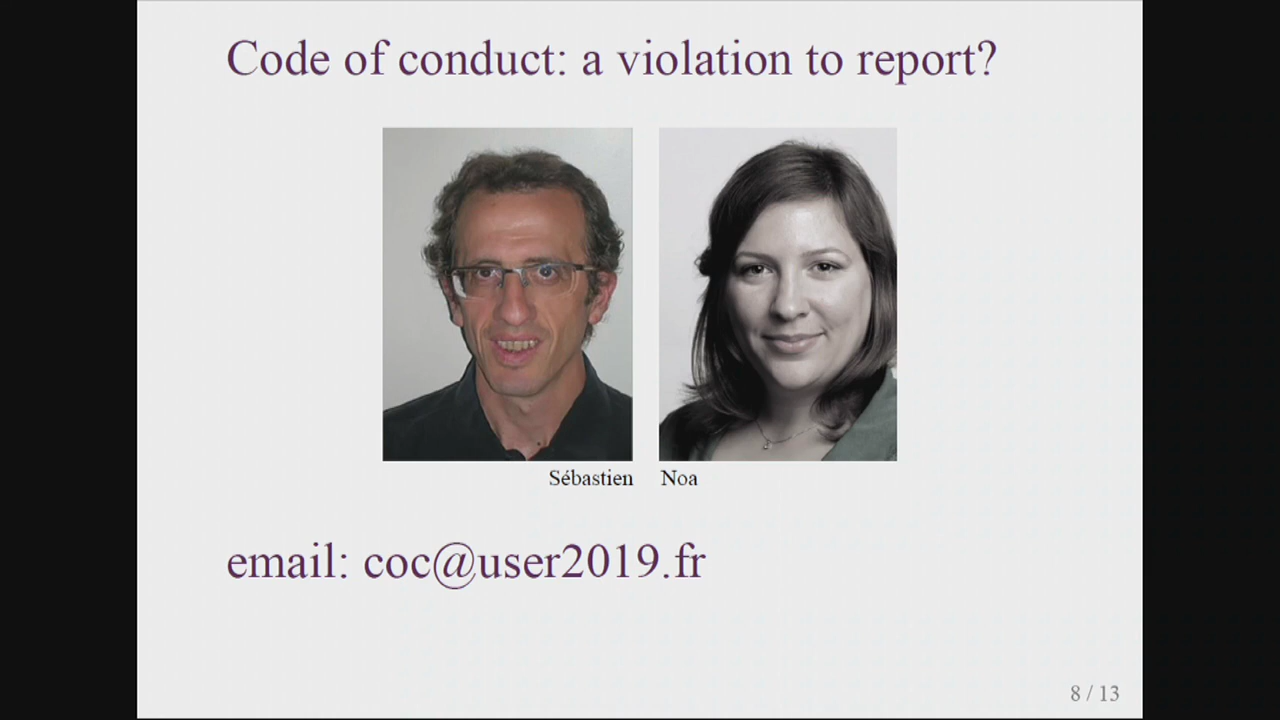 Code of conduct: a violation to report?
Sébastien Noa
email: coc@user2019.fr
8 / 13